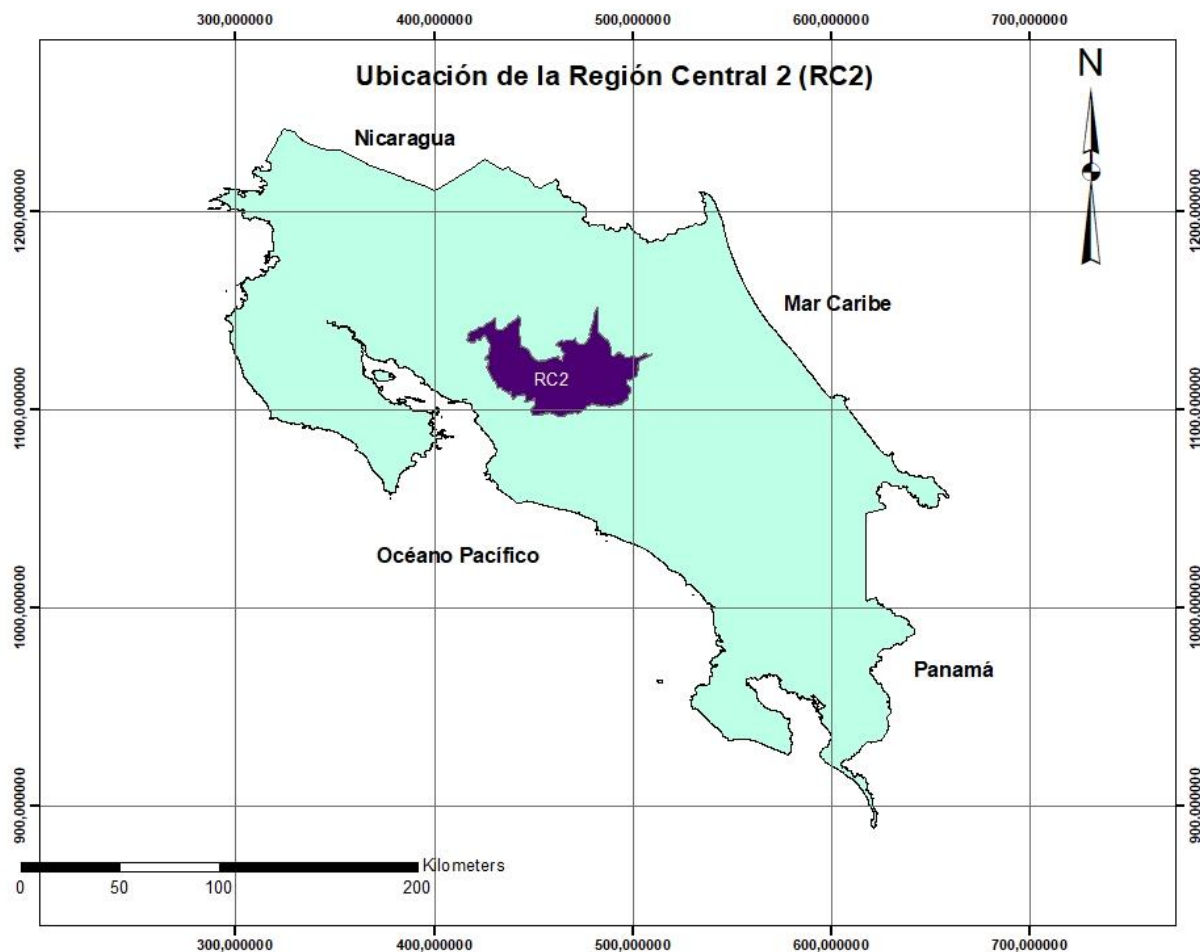 300,000000 400,000000 500,000000 600,000000 700,000000
Ubicación de la Región Central 2 (RC2)
N
Nicaragua
1200,000000
1200,000000
Mar Caribe
RC2
1100,000000
1100,000000
Océano Pacífico
1000,000000
1000,000000
Panamá
900,000000
900,000000
Kilometers
0 50 100 200
300,000000 400,000000 500,000000 600,000000 700,000000